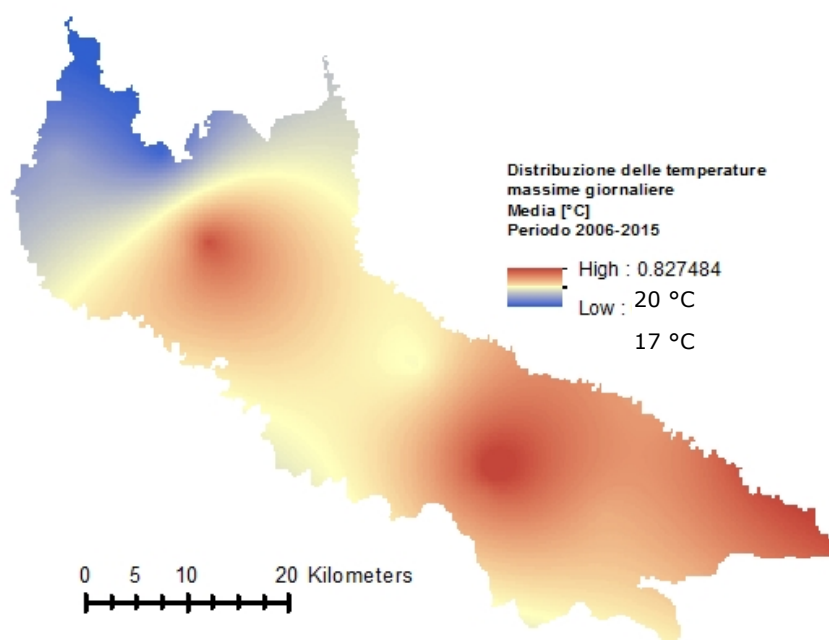 Distribuzione delle temperature
massime giornaliere
Media [°C]
Periodo 2006-2015
High : 0.827484
Low : 20 °C
17 °C
0 5 10 20 Kilometers